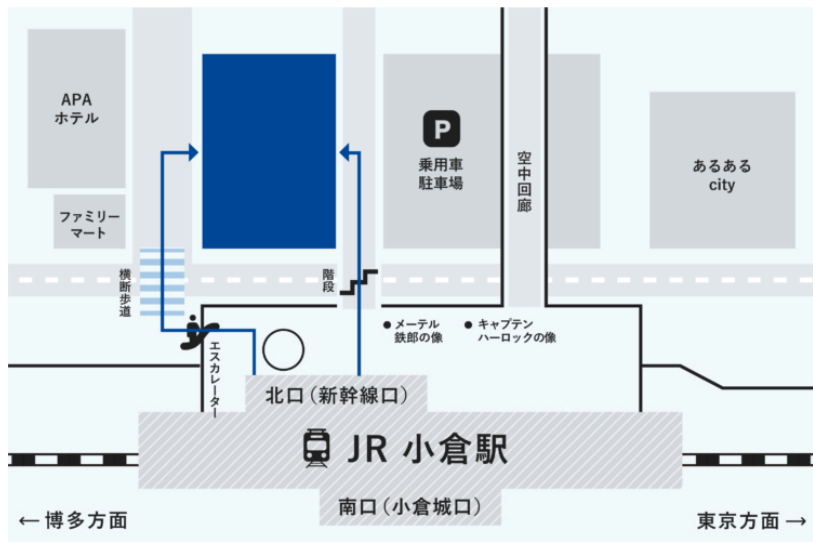 APA
ホテル
P
乗用車
駐車場
空中回廊
あるある
city
ファミリー
マート
横断歩道
階段
メーテル
鉄郎の像
キャプテン
ハーロックの像
エスカレーター
北口（新幹線口）
JR 小倉駅
南口（小倉城口）
← 博多方面
東京方面 →